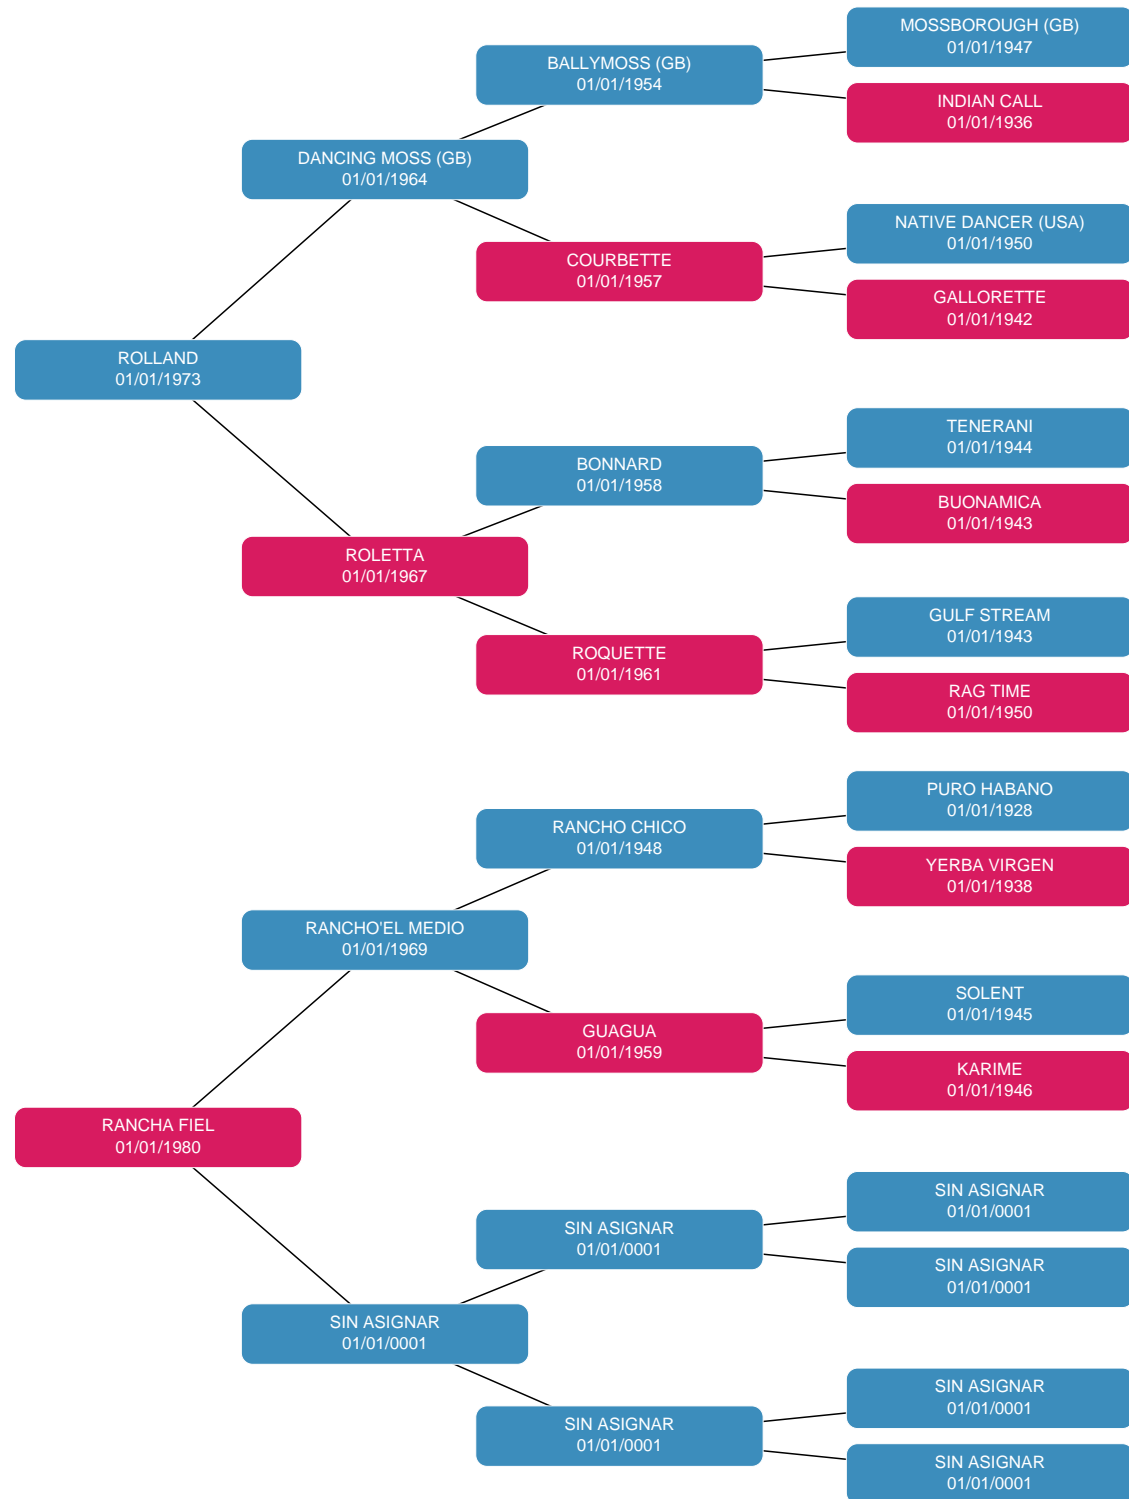 MOSSBOROUGH (GB)
01/01/1947
BALLYMOSS (GB)
01/01/1954
INDIAN CALL
01/01/1936
DANCING MOSS (GB)
01/01/1964
NATIVE DANCER (USA)
01/01/1950
COURBETTE
01/01/1957
GALLORETTE
01/01/1942
ROLLAND
01/01/1973
TENERANI
01/01/1944
BONNARD
01/01/1958
BUONAMICA
01/01/1943
ROLETTA
01/01/1967
GULF STREAM
01/01/1943
ROQUETTE
01/01/1961
RAG TIME
01/01/1950
PURO HABANO
01/01/1928
RANCHO CHICO
01/01/1948
YERBA VIRGEN
01/01/1938
RANCHO'EL MEDIO
01/01/1969
SOLENT
01/01/1945
GUAGUA
01/01/1959
KARIME
01/01/1946
RANCHA FIEL
01/01/1980
SIN ASIGNAR
01/01/0001
SIN ASIGNAR
01/01/0001
SIN ASIGNAR
01/01/0001
SIN ASIGNAR
01/01/0001
SIN ASIGNAR
01/01/0001
SIN ASIGNAR
01/01/0001
SIN ASIGNAR
01/01/0001